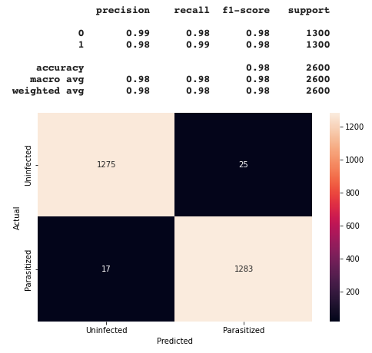 precision recall f1-score support
0 0.99 0.98 0.98 1300
1 0.98 0.99 0.98 1300
accuracy 0.98 2600
macro avg 0.98 0.98 0.98 2600
weighted avg 0.98 0.98 0.98 2600
Uninfected 1275 25
Parasitized 17 1283
Actual
Uninfected Parasitized
Predicted
1200
1000
800
600
400
200